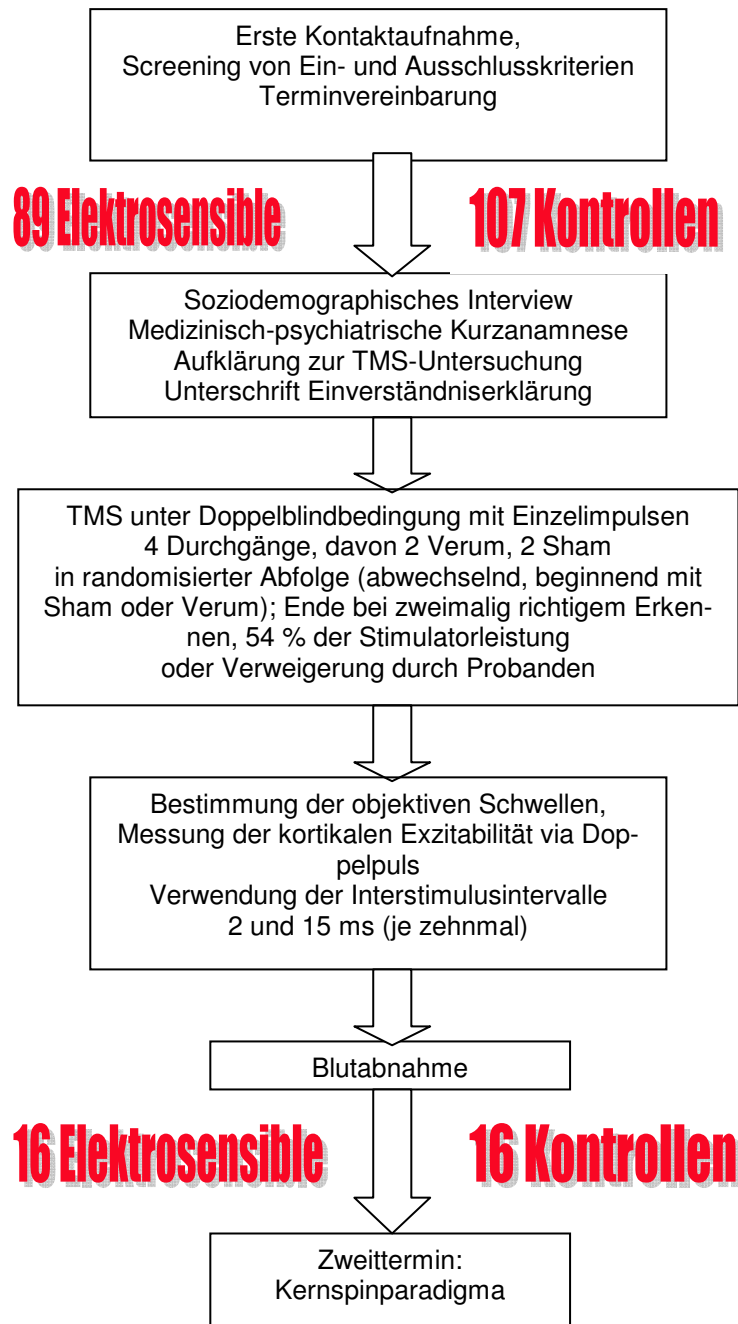 Erste Kontaktaufnahme,
Screening von Ein- und Ausschlusskriterien
Terminvereinbarung
89 Elektrosensible
107 Kontrollen
Soziodemographisches Interview
Medizinisch-psychiatrische Kurzanamnese
Aufklärung zur TMS-Untersuchung
Unterschrift Einverständniserklärung
TMS unter Doppelblindbedingung mit Einzelimpulsen
4 Durchgänge, davon 2 Verum, 2 Sham
in randomisierter Abfolge (abwechselnd, beginnend mit
Sham oder Verum); Ende bei zweimalig richtigem Erken-
nen, 54 % der Stimulatorleistung
oder Verweigerung durch Probanden
Bestimmung der objektiven Schwellen,
Messung der kortikalen Exzitabilität via Dop-
pelpuls
Verwendung der Interstimulusintervalle
2 und 15 ms (je zehnmal)
Blutabnahme
16 Elektrosensible
16 Kontrollen
Zweittermin:
Kernspinparadigma